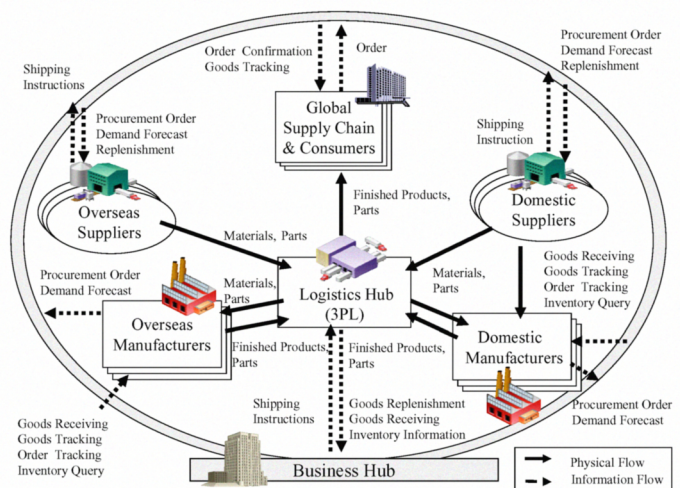 Order Confirmation
Goods Tracking
Order
Procurement Order
Demand Forecast
Replenishment
Shipping
Instructions
Procurement Order
Demand Forecast
Replenishment
Global
Supply Chain
& Consumers
Shipping
Instruction
Overseas
Suppliers
Finished Products,
Parts
Domestic
Suppliers
Materials, Parts
Procurement Order
Demand Forecast
Materials,
Parts
Logistics Hub
(3PL)
Materials,
Parts
Goods Receiving
Goods Tracking
Order Tracking
Inventory Query
Overseas
Manufacturers
Finished Products,
Parts
Finished Products,
Parts
Domestic
Manufacturers
Goods Receiving
Goods Tracking
Order Tracking
Inventory Query
Shipping
Instructions
Goods Replenishment
Goods Receiving
Inventory Information
Procurement Order
Demand Forecast
Business Hub
Physical Flow
Information Flow